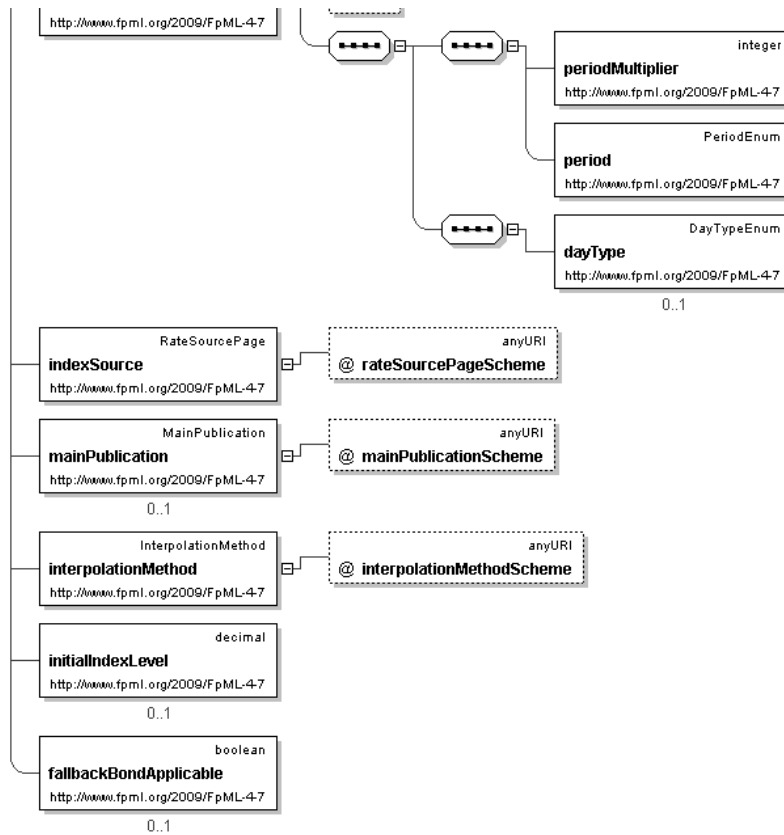 http://www.fpml.org/2009/FpML-4-7
integer
periodMultiplier
http://www.fpml.org/2009/FpML-4-7
PeriodEnum
period
http://www.fpml.org/2009/FpML-4-7
DayTypeEnum
dayType
http://www.fpml.org/2009/FpML-4-7
0..1
RateSourcePage
indexSource
http://www.fpml.org/2009/FpML-4-7
anyURI
@ rateSourcePageScheme
MainPublication
mainPublication
http://www.fpml.org/2009/FpML-4-7
0..1
anyURI
@ mainPublicationScheme
InterpolationMethod
interpolationMethod
http://www.fpml.org/2009/FpML-4-7
anyURI
@ interpolationMethodScheme
decimal
initialIndexLevel
http://www.fpml.org/2009/FpML-4-7
0..1
boolean
fallbackBondApplicable
http://www.fpml.org/2009/FpML-4-7
0..1